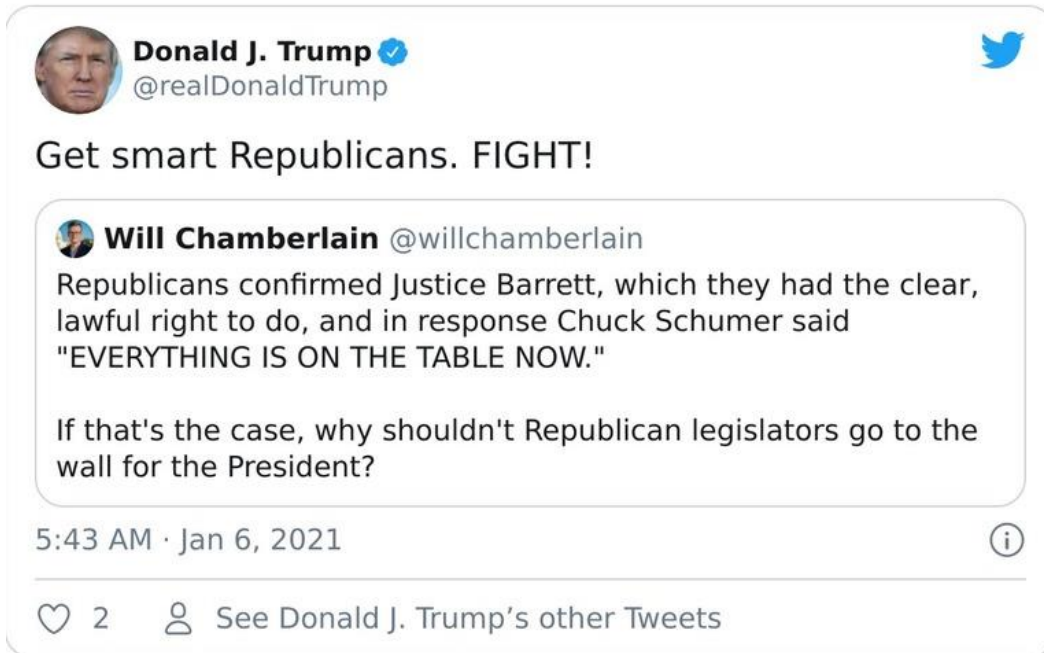 Donald J. Trump
@realDonaldTrump
Get smart Republicans. FIGHT!
Will Chamberlain @willchamberlain
Republicans confirmed Justice Barrett, which they had the clear,
lawful right to do, and in response Chuck Schumer said
"EVERYTHING IS ON THE TABLE NOW."
If that's the case, why shouldn't Republican legislators go to the
wall for the President?
5:43 AM · Jan 6, 2021
2 See Donald J. Trump’s other Tweets